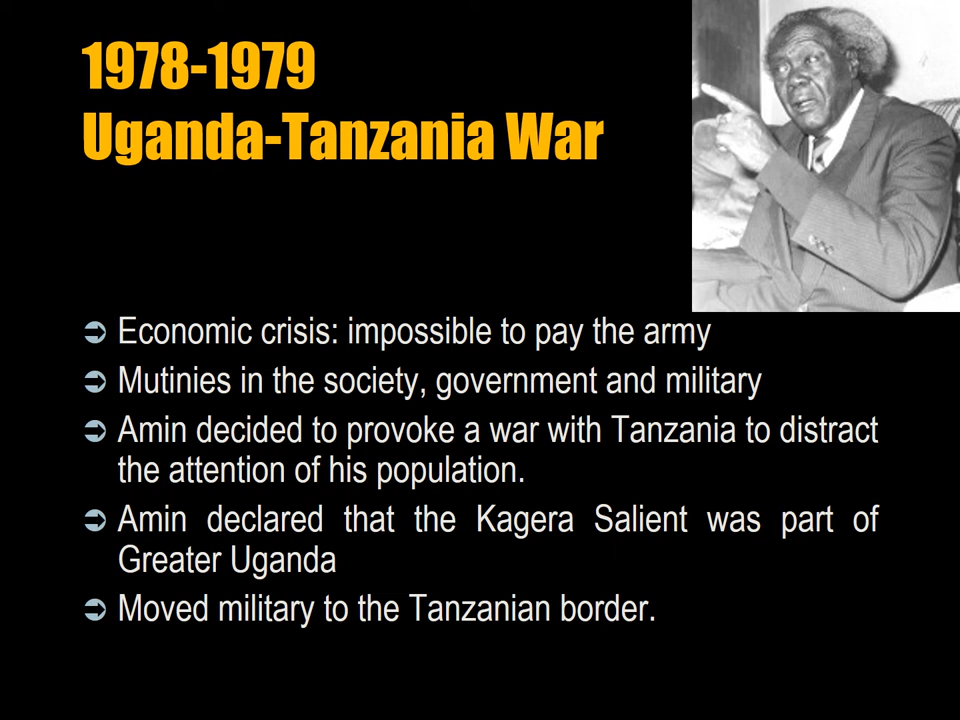 1978-1979
Uganda-Tanzania War
Economic crisis: impossible to pay the army
Mutinies in the society, government and military
Amin decided to provoke a war with Tanzania to distract
the attention of his population.
Amin declared that the Kagera Salient was part of
Greater Uganda
Moved military to the Tanzanian border.